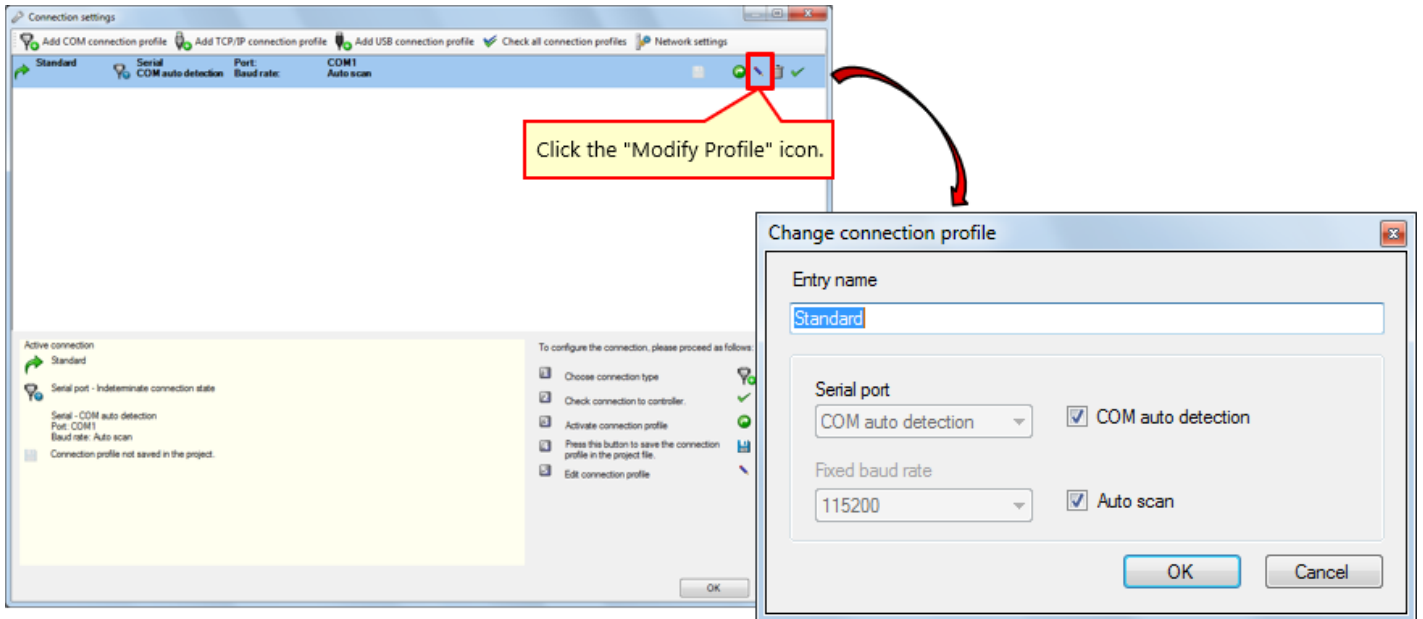 Connection settings
Add COM connection profile Add TCP/IP connection profile Add USB connection profile Check all connection profiles Network settings
Standard Serial Port: COM1
COM auto detection Baud rate: Auto scan
Click the "Modify Profile" icon.
Active connection
Standard
Serial port - Indeterminate connection state
Serial - COM auto detection
Port: COM1
Baud rate: Auto scan
Connection profile not saved in the project.
To configure the connection, please proceed as follows:
Choose connection type
Check connection to controller.
Activate connection profile
Press this button to save the connection
profile in the project file.
Edit connection profile
OK
Change connection profile
Entry name
Standard
Serial port
COM auto detection COM auto detection
Fixed baud rate
115200 Auto scan
OK Cancel